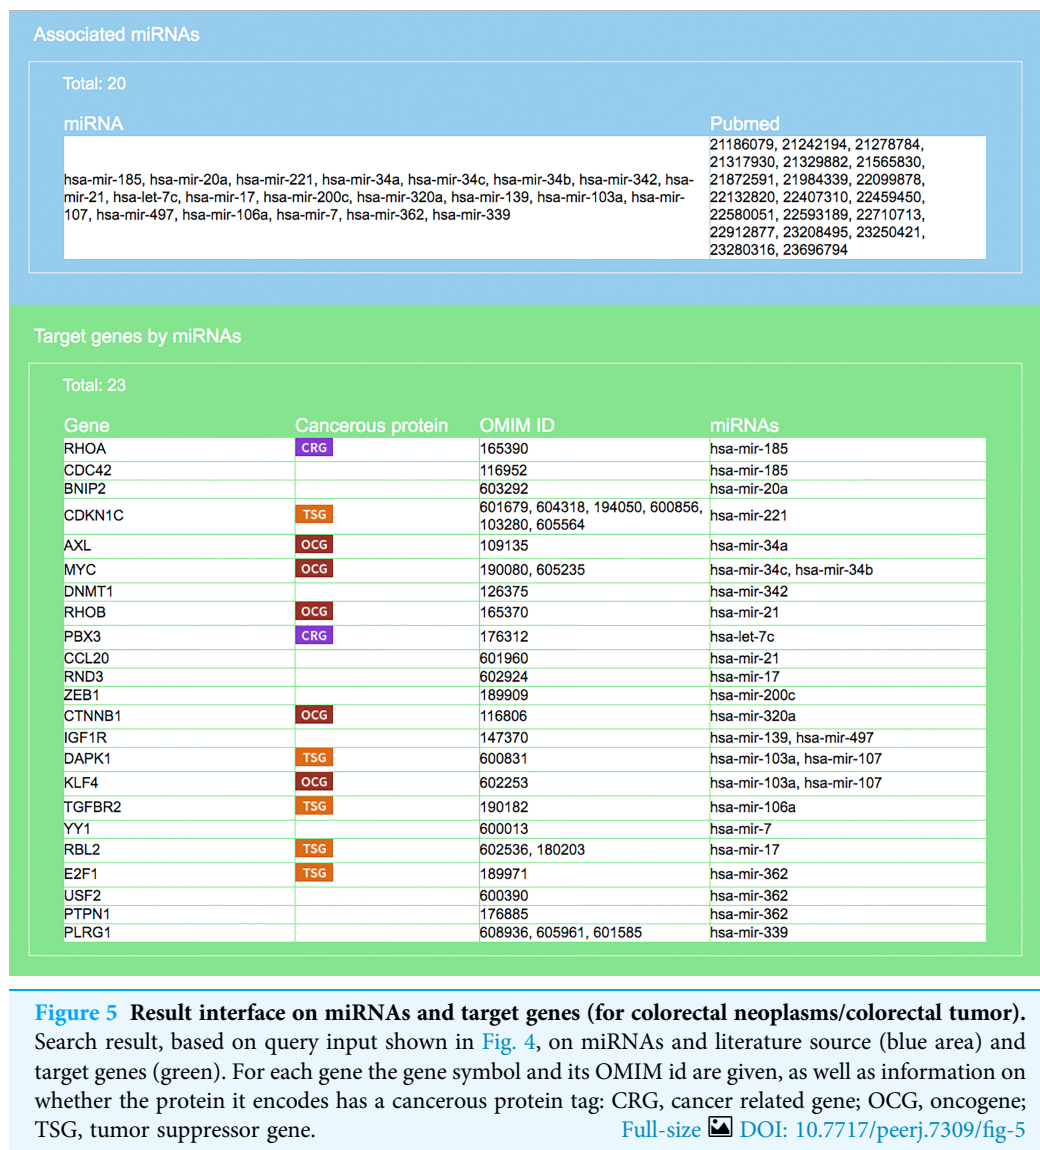 Associated miRNAs
Total: 20
miRNA Pubmed
hsa-mir-185, hsa-mir-20a, hsa-mir-221, hsa-mir-34a, hsa-mir-34c, hsa-mir-34b, hsa-mir-342, hsa-
mir-21, hsa-let-7c, hsa-mir-17, hsa-mir-200c, hsa-mir-320a, hsa-mir-139, hsa-mir-103a, hsa-mir-
107, hsa-mir-497, hsa-mir-106a, hsa-mir-7, hsa-mir-362, hsa-mir-339
21186079, 21242194, 21278784,
21317930, 21329882, 21565830,
21872591, 21984339, 22099878,
22132820, 22407310, 22459450,
22580051, 22593189, 22710713,
22912877, 23208495, 23250421,
23280316, 23696794
Target genes by miRNAs
Total: 23
Gene Cancerous protein OMIM ID miRNAs
RHOA CRG 165390 hsa-mir-185
CDC42 116952 hsa-mir-185
BNIP2 603292 hsa-mir-20a
CDKN1C TSG 601679, 604318, 194050, 600856, hsa-mir-221
103280, 605564
AXL OCG 109135 hsa-mir-34a
MYC OCG 190080, 605235 hsa-mir-34c, hsa-mir-34b
DNMT1 126375 hsa-mir-342
RHOB OCG 165370 hsa-mir-21
PBX3 CRG 176312 hsa-let-7c
CCL20 601960 hsa-mir-21
RND3 602924 hsa-mir-17
ZEB1 189909 hsa-mir-200c
CTNNB1 OCG 116806 hsa-mir-320a
IGF1R 147370 hsa-mir-139, hsa-mir-497
DAPK1 TSG 600831 hsa-mir-103a, hsa-mir-107
KLF4 OCG 602253 hsa-mir-103a, hsa-mir-107
TGFBR2 TSG 190182 hsa-mir-106a
YY1 600013 hsa-mir-7
RBL2 TSG 602536, 180203 hsa-mir-17
E2F1 TSG 189971 hsa-mir-362
USF2 600390 hsa-mir-362
PTPN1 176885 hsa-mir-362
PLRG1 608936, 605961, 601585 hsa-mir-339
Figure 5 Result interface on miRNAs and target genes (for colorectal neoplasms/colorectal tumor).
Search result, based on query input shown in Fig. 4, on miRNAs and literature source (blue area) and
target genes (green). For each gene the gene symbol and its OMIM id are given, as well as information on
whether the protein it encodes has a cancerous protein tag: CRG, cancer related gene; OCG, oncogene;
TSG, tumor suppressor gene. Full-size DOI: 10.7717/peerj.7309/fig-5